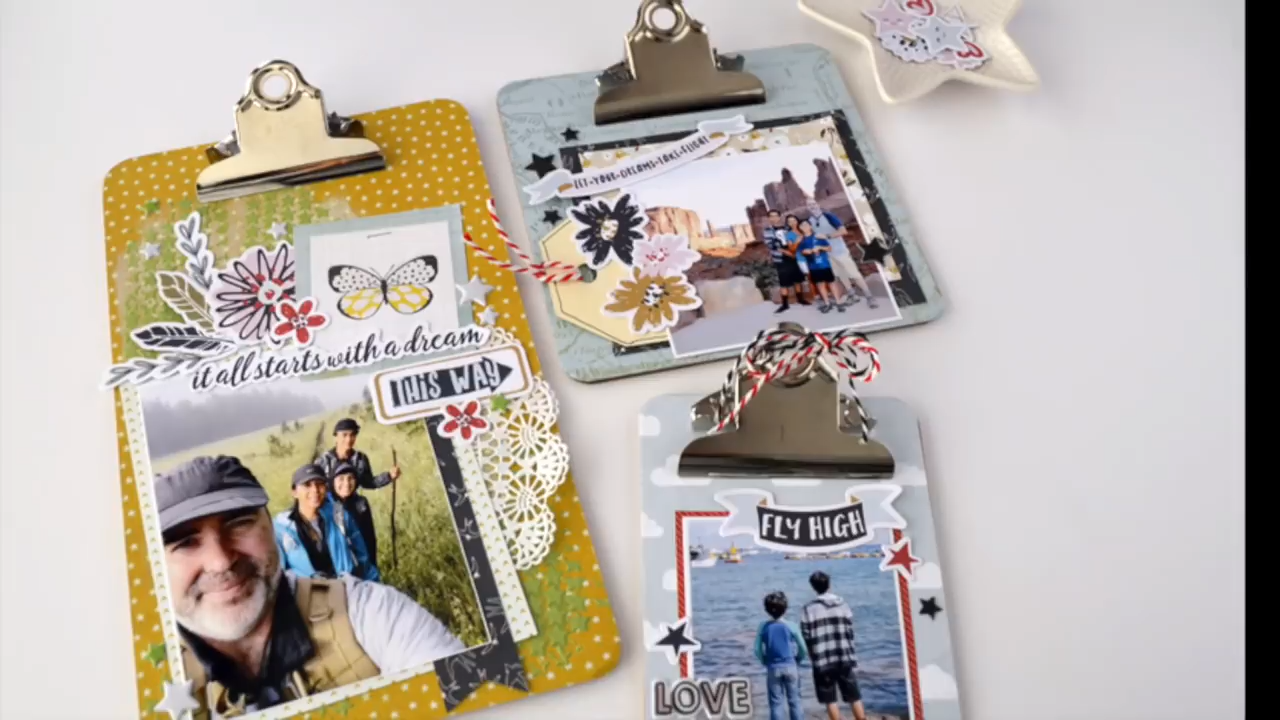 it all starts with a dream
THIS WAY
LET·YOUR·DREAMS·TAKE·FLIGHT
FLY HIGH
LOVE